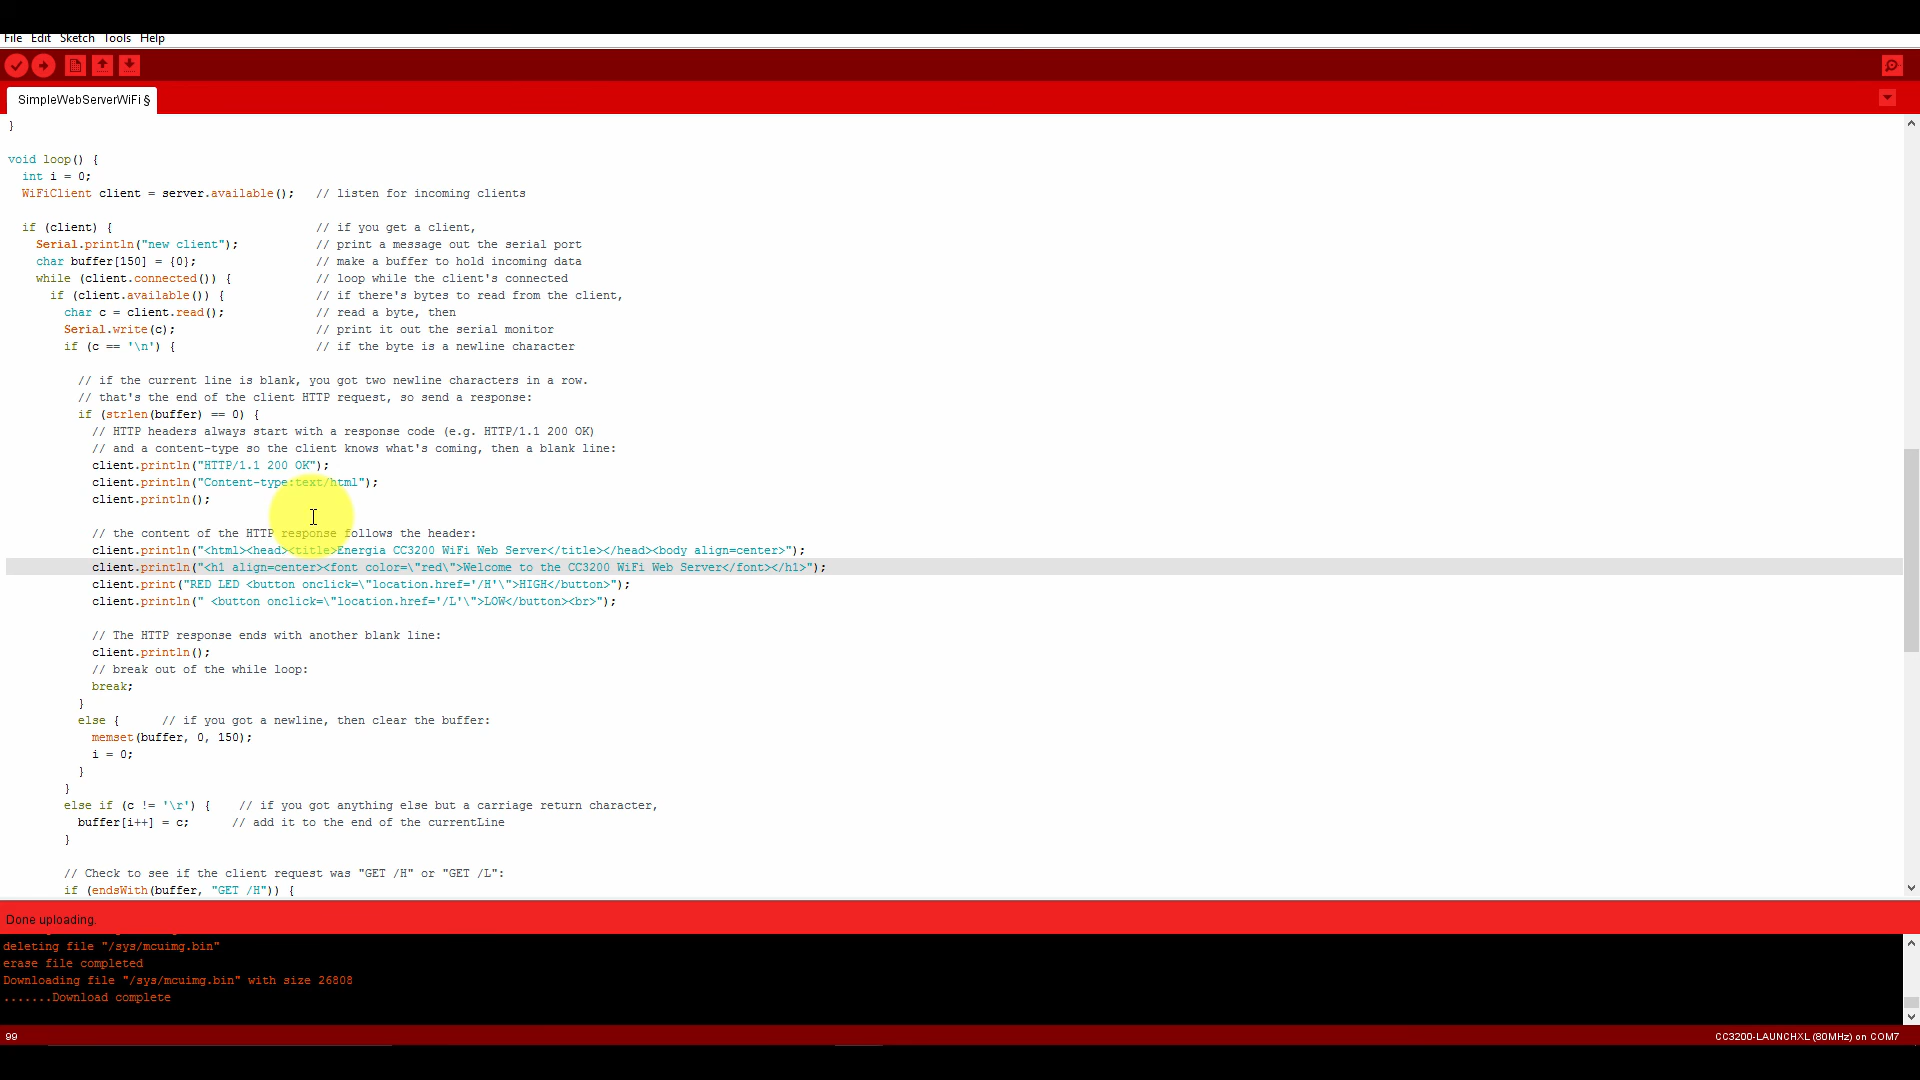 File Edit Sketch Tools Help
SimpleWebServerWiFi §
}
void loop() {
int i = 0;
WiFiClient client = server.available();   // listen for incoming clients
if (client) {                             // if you get a client,
Serial.println("new client");           // print a message out the serial port
char buffer[150] = {0};                 // make a buffer to hold incoming data
while (client.connected()) {            // loop while the client's connected
if (client.available()) {             // if there's bytes to read from the client,
char c = client.read();             // read a byte, then
Serial.write(c);                    // print it out the serial monitor
if (c == '\n') {                    // if the byte is a newline character
// if the current line is blank, you got two newline characters in a row.
// that's the end of the client HTTP request, so send a response:
if (strlen(buffer) == 0) {
// HTTP headers always start with a response code (e.g. HTTP/1.1 200 OK)
// and a content-type so the client knows what's coming, then a blank line:
client.println("HTTP/1.1 200 OK");
client.println("Content-type:text/html");
client.println();
// the content of the HTTP response follows the header:
client.println("<html><head><title>Energia CC3200 WiFi Web Server</title></head><body align=center>");
client.println("<h1 align=center><font color=\"red\">Welcome to the CC3200 WiFi Web Server</font></h1>");
client.print("RED LED <button onclick=\"location.href='/H'\">HIGH</button>");
client.println(" <button onclick=\"location.href='/L'\">LOW</button><br>");
// The HTTP response ends with another blank line:
client.println();
// break out of the while loop:
break;
}
else {      // if you got a newline, then clear the buffer:
memset(buffer, 0, 150);
i = 0;
}
}
else if (c != '\r') {    // if you got anything else but a carriage return character,
buffer[i++] = c;      // add it to the end of the currentLine
}
// Check to see if the client request was "GET /H" or "GET /L":
if (endsWith(buffer, "GET /H")) {
Done uploading.
deleting file "/sys/mcuimg.bin"
erase file completed
Downloading file "/sys/mcuimg.bin" with size 26808
.......Download complete
99
CC3200-LAUNCHXL (80MHz) on COM7